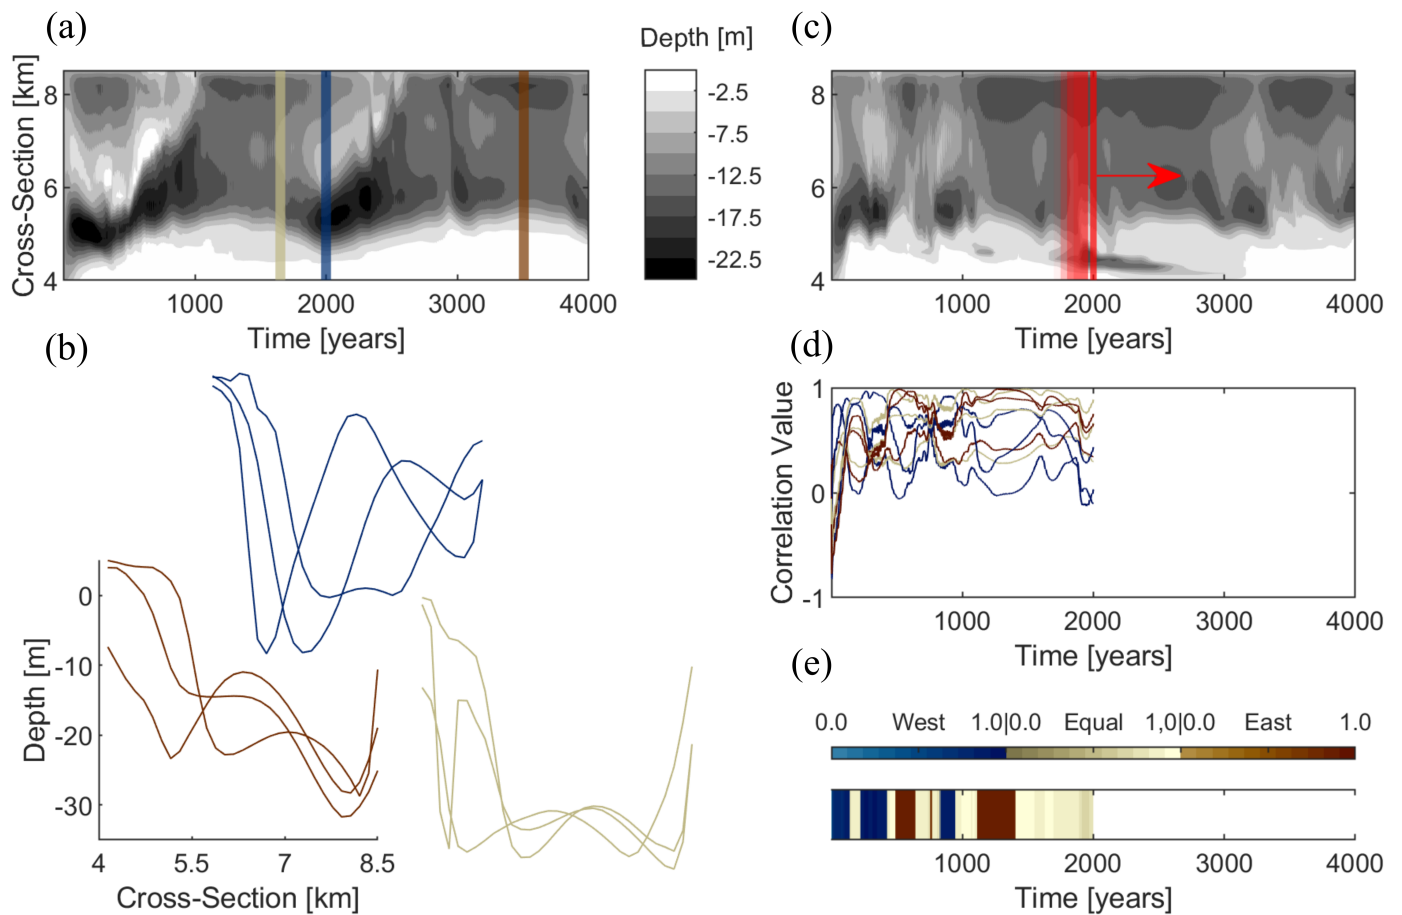 (a)
Cross-Section [km]
8
6
4
1000 2000 3000 4000
Time [years]
Depth [m]
-2.5
-7.5
-12.5
-17.5
-22.5
(c)
8
6
4
1000 2000 3000 4000
Time [years]
(b)
Depth [m]
0
-10
-20
-30
4 5.5 7 8.5
Cross-Section [km]
(d)
Correlation Value
1
0
-1
1000 2000 3000 4000
Time [years]
(e)
0.0 West 1.0|0.0 Equal 1,0|0.0 East 1.0
1000 2000 3000 4000
Time [years]